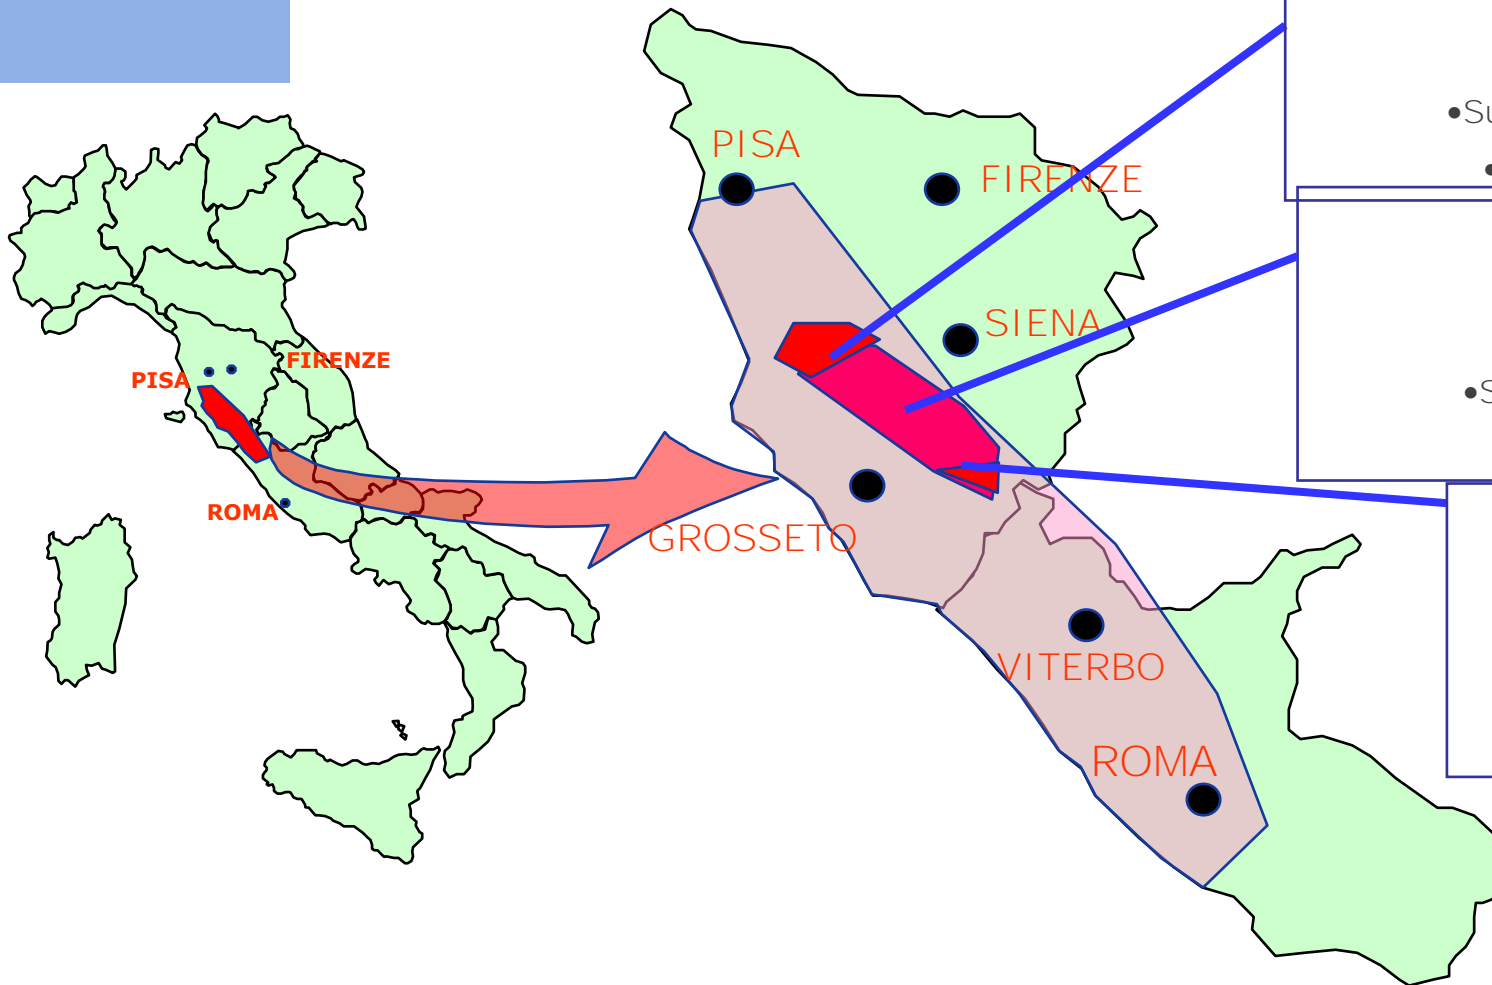 PISA
FIRENZE
SIENA
GROSSETO
VITERBO
ROMA
FIRENZE
PISA
ROMA